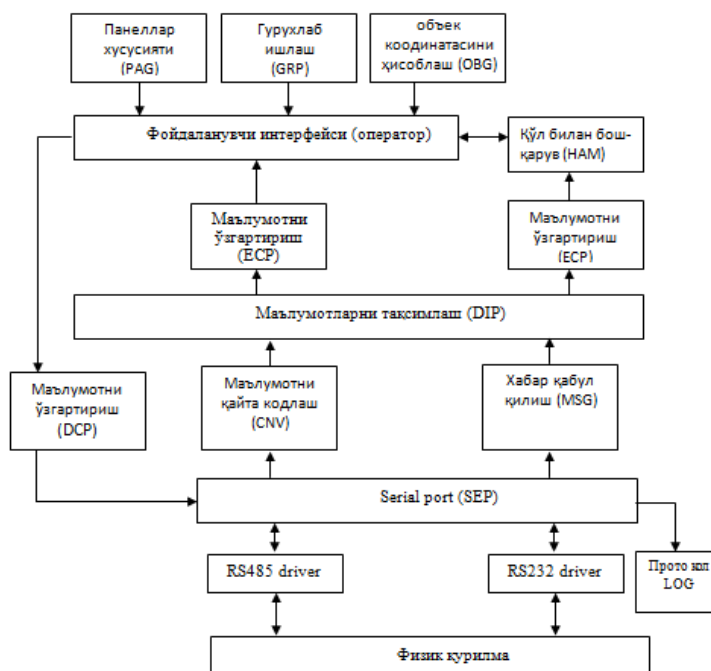 Панеллар
хусусияти
(PAG)
Гурухлаб
ишлаш
(GRP)
объек
коодинатасини
ҳисоблаш (OBG)
Фойдаланувчи интерфейси (оператор)
Қўл билан бош-
қарув (HAM)
Маълумотни
ўзгартириш
(ECP)
Маълумотни
ўзгартириш
(ECP)
Маълумотларни тақсимлаш (DIP)
Маълумотни
ўзгартириш
(DCP)
Маълумотни
қайта кодлаш
(CNV)
Хабар қабул
қилиш (MSG)
Serial port (SEP)
RS485 driver
RS232 driver
Прото кол
LOG
Физик қурилма